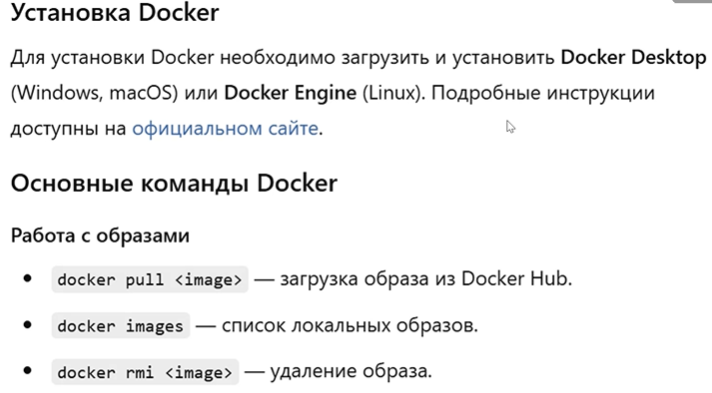 Установка Docker
Для установки Docker необходимо загрузить и установить Docker Desktop
(Windows, macOS) или Docker Engine (Linux). Подробные инструкции
доступны на официальном сайте.
Основные команды Docker
Работа с образами
• docker pull <image> — загрузка образа из Docker Hub.
• docker images — список локальных образов.
• docker rmi <image> — удаление образа.